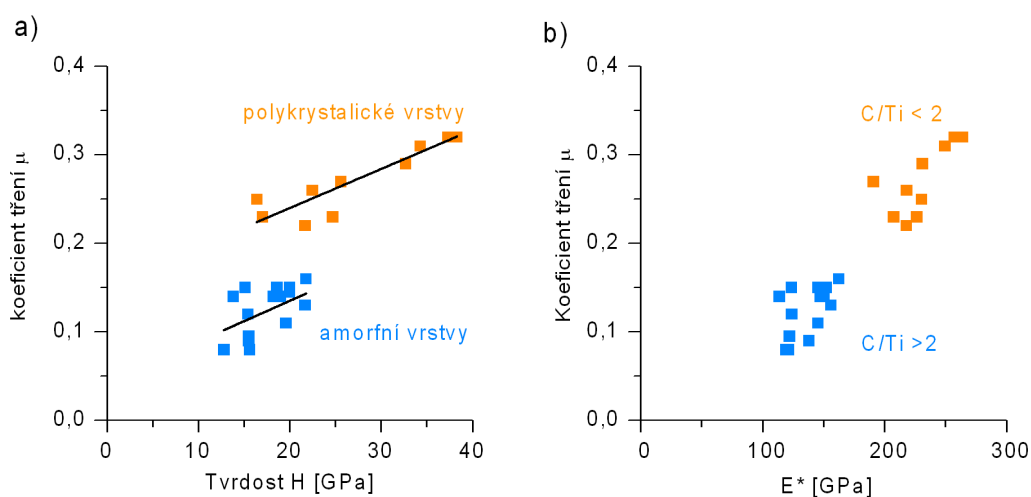 a)
0,4
0,3
0,2
0,1
0,0
koeficient tření μ
polykrystalické vrstvy
amorfní vrstvy
0
10
20
30
40
Tvrdost H [GPa]
b)
0,4
0,3
0,2
0,1
0,0
Koeficient tření μ
C/Ti < 2
C/Ti >2
0
100
200
300
E* [GPa]